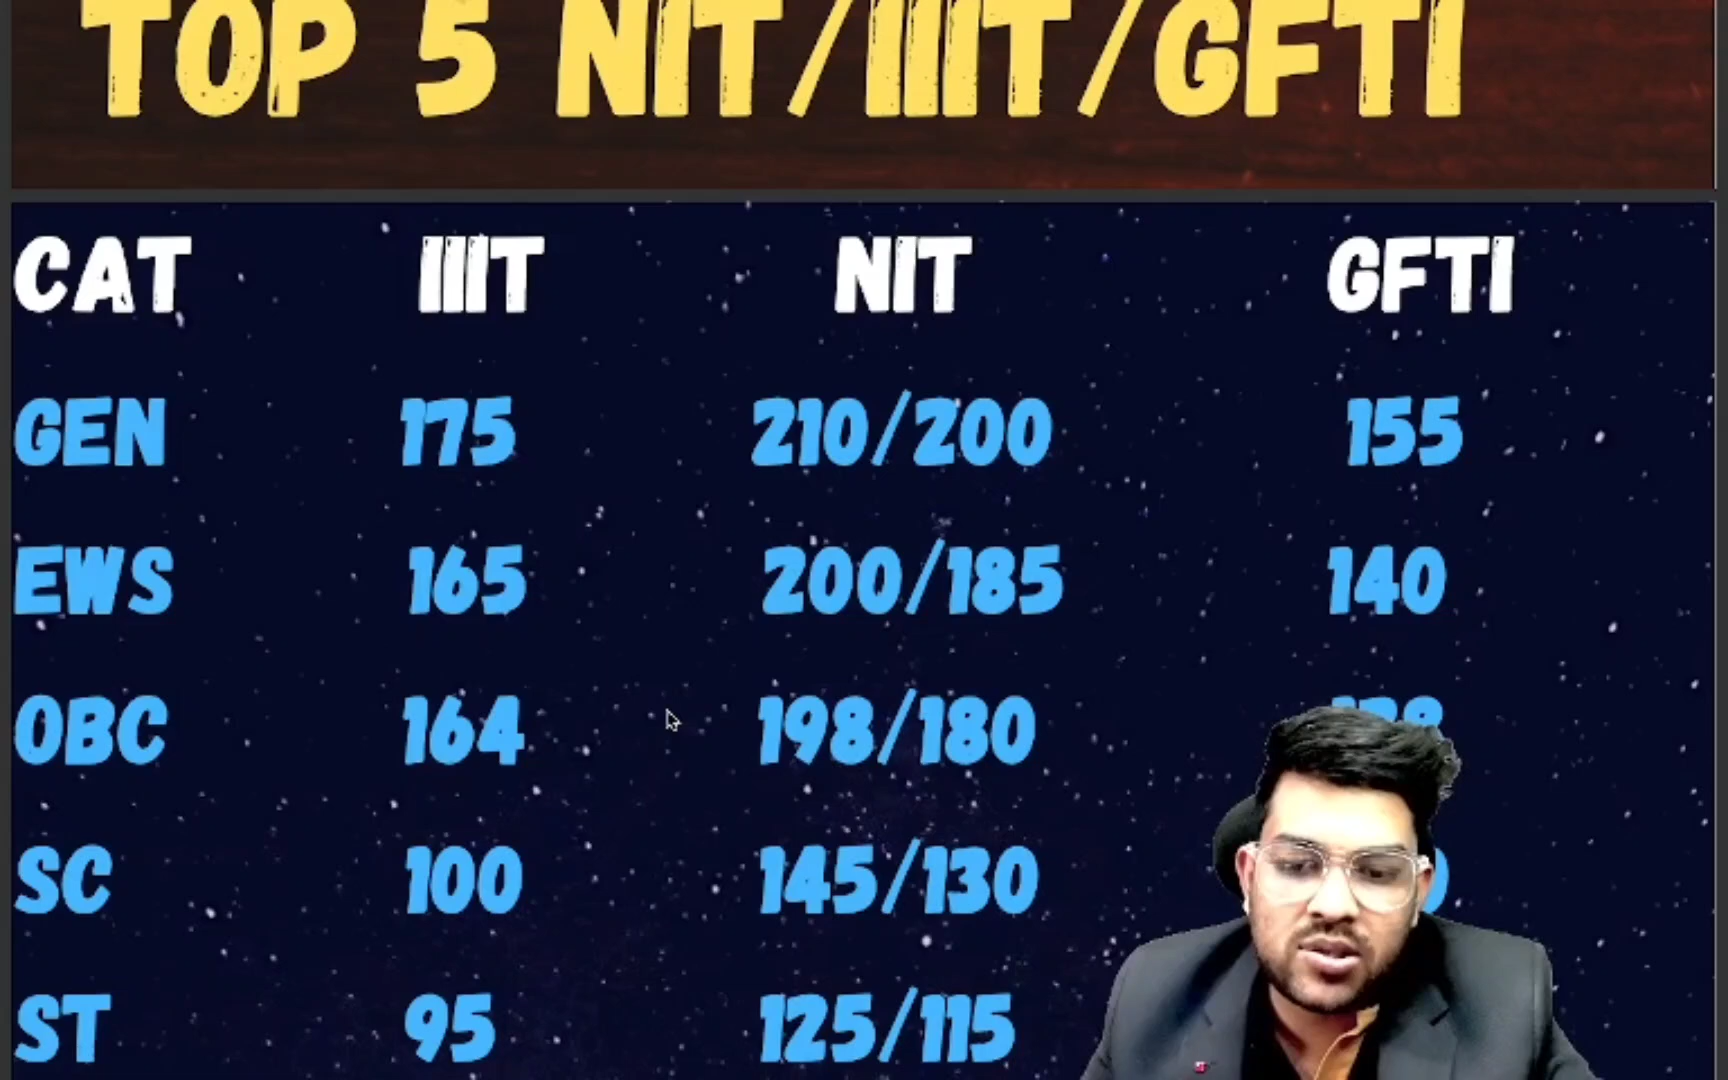 TOP 5 NIT/IIIT/GFTI
CAT IIIT NIT GFTI
GEN 175 210/200 155
EWS 165 200/185 140
OBC 164 198/180
SC 100 145/130
ST 95 125/115